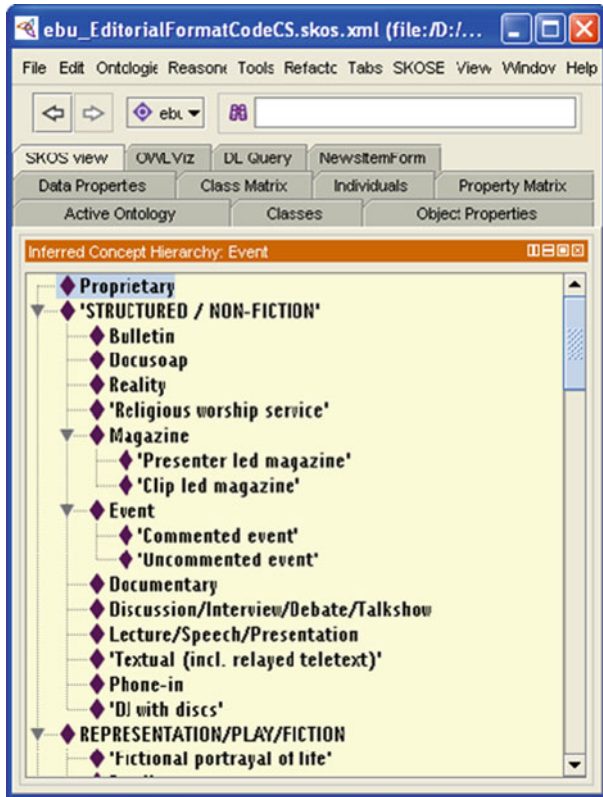 ebu_EditorialFormatCodeCS.skos.xml (file:/D:/...
File Edit Ontologie Reasone Tools Refactc Tabs SKOSE View Window Help
ebu
SKOS view OWLViz DL Query NewsItemForm
Data Properties Class Matrix Individuals Property Matrix
Active Ontology Classes Object Properties
Inferred Concept Hierarchy: Event
Proprietary
'STRUCTURED / NON-FICTION'
Bulletin
Docusoap
Reality
'Religious worship service'
Magazine
'Presenter led magazine'
'Clip led magazine'
Event
'Commented event'
'Uncommented event'
Documentary
Discussion/Interview/Debate/Talkshow
Lecture/Speech/Presentation
'Textual (incl. relayed teletext)'
Phone-in
'DJ with discs'
REPRESENTATION/PLAY/FICTION
'Fictional portrayal of life'